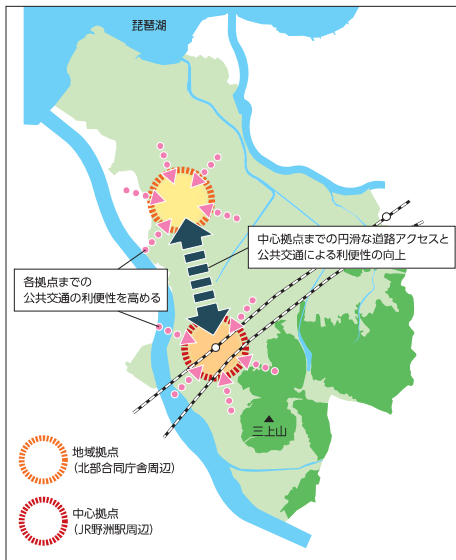 琵琶湖
中心拠点までの円滑な道路アクセスと
公共交通による利便性の向上
各拠点までの
公共交通の利便性を高める
三上山
地域拠点
(北部合同庁舎周辺)
中心拠点
(JR野洲駅周辺)